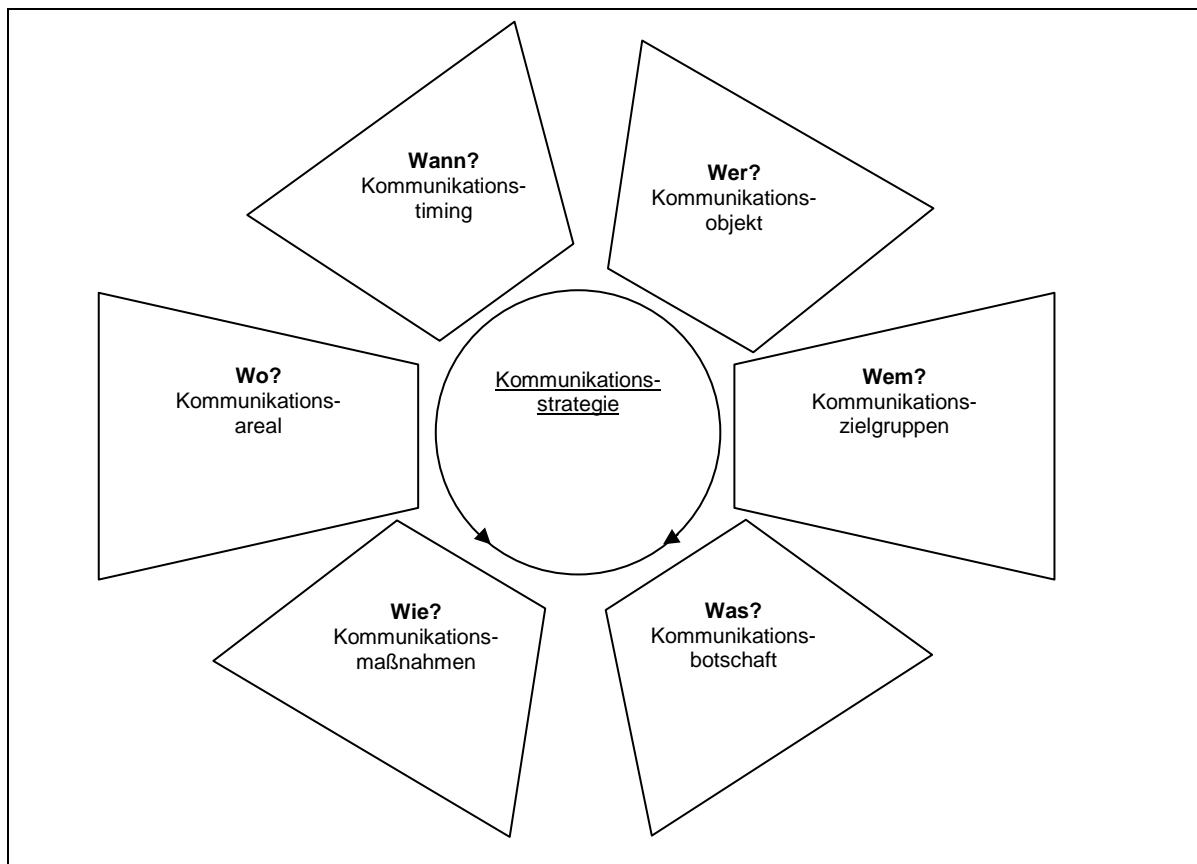 Wann?
Kommunikations-
timing
Wer?
Kommunikations-
objekt
Wo?
Kommunikations-
areal
Kommunikations-
strategie
Wem?
Kommunikations-
zielgruppen
Wie?
Kommunikations-
maßnahmen
Was?
Kommunikations-
botschaft